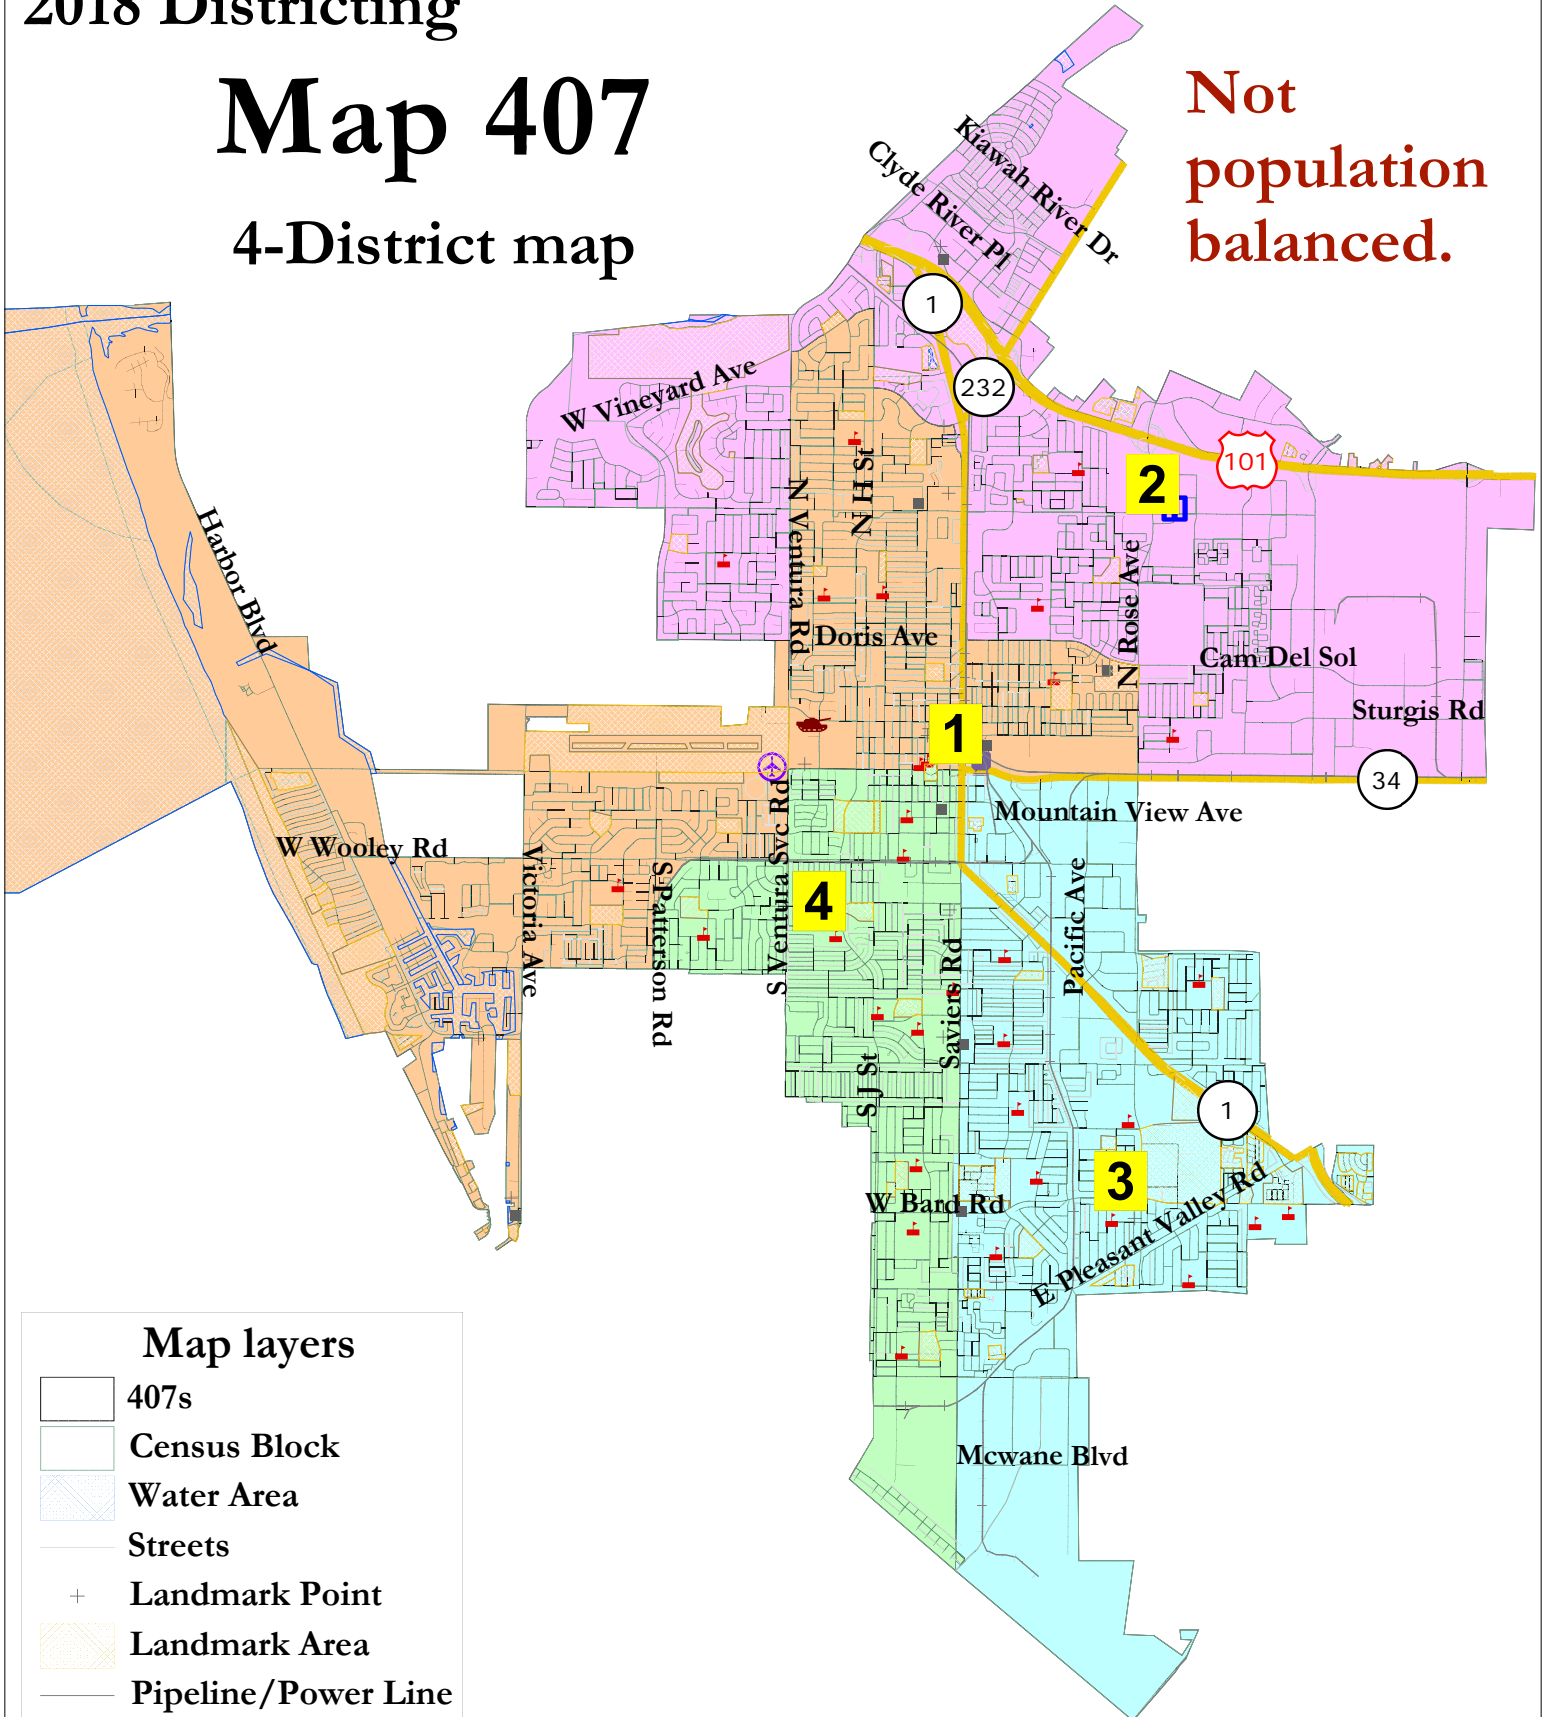 2018 Districting
Map 407
4-District map
Not
population
balanced.
Kiawah River Dr
Clyde River Pl
1
232
W Vineyard Ave
101
2
N H St
N Ventura Rd
Harbor Blvd
N Rose Ave
Doris Ave
Cam Del Sol
Sturgis Rd
1
34
Mountain View Ave
W Wooley Rd
Victoria Ave
S Patterson Rd
S Ventura Svc Rd
4
Pacific Ave
Saviers Rd
S J St
1
3
W Bard Rd
E Pleasant Valley Rd
Mcwane Blvd
Map layers
407s
Census Block
Water Area
Streets
Landmark Point
Landmark Area
Pipeline/Power Line